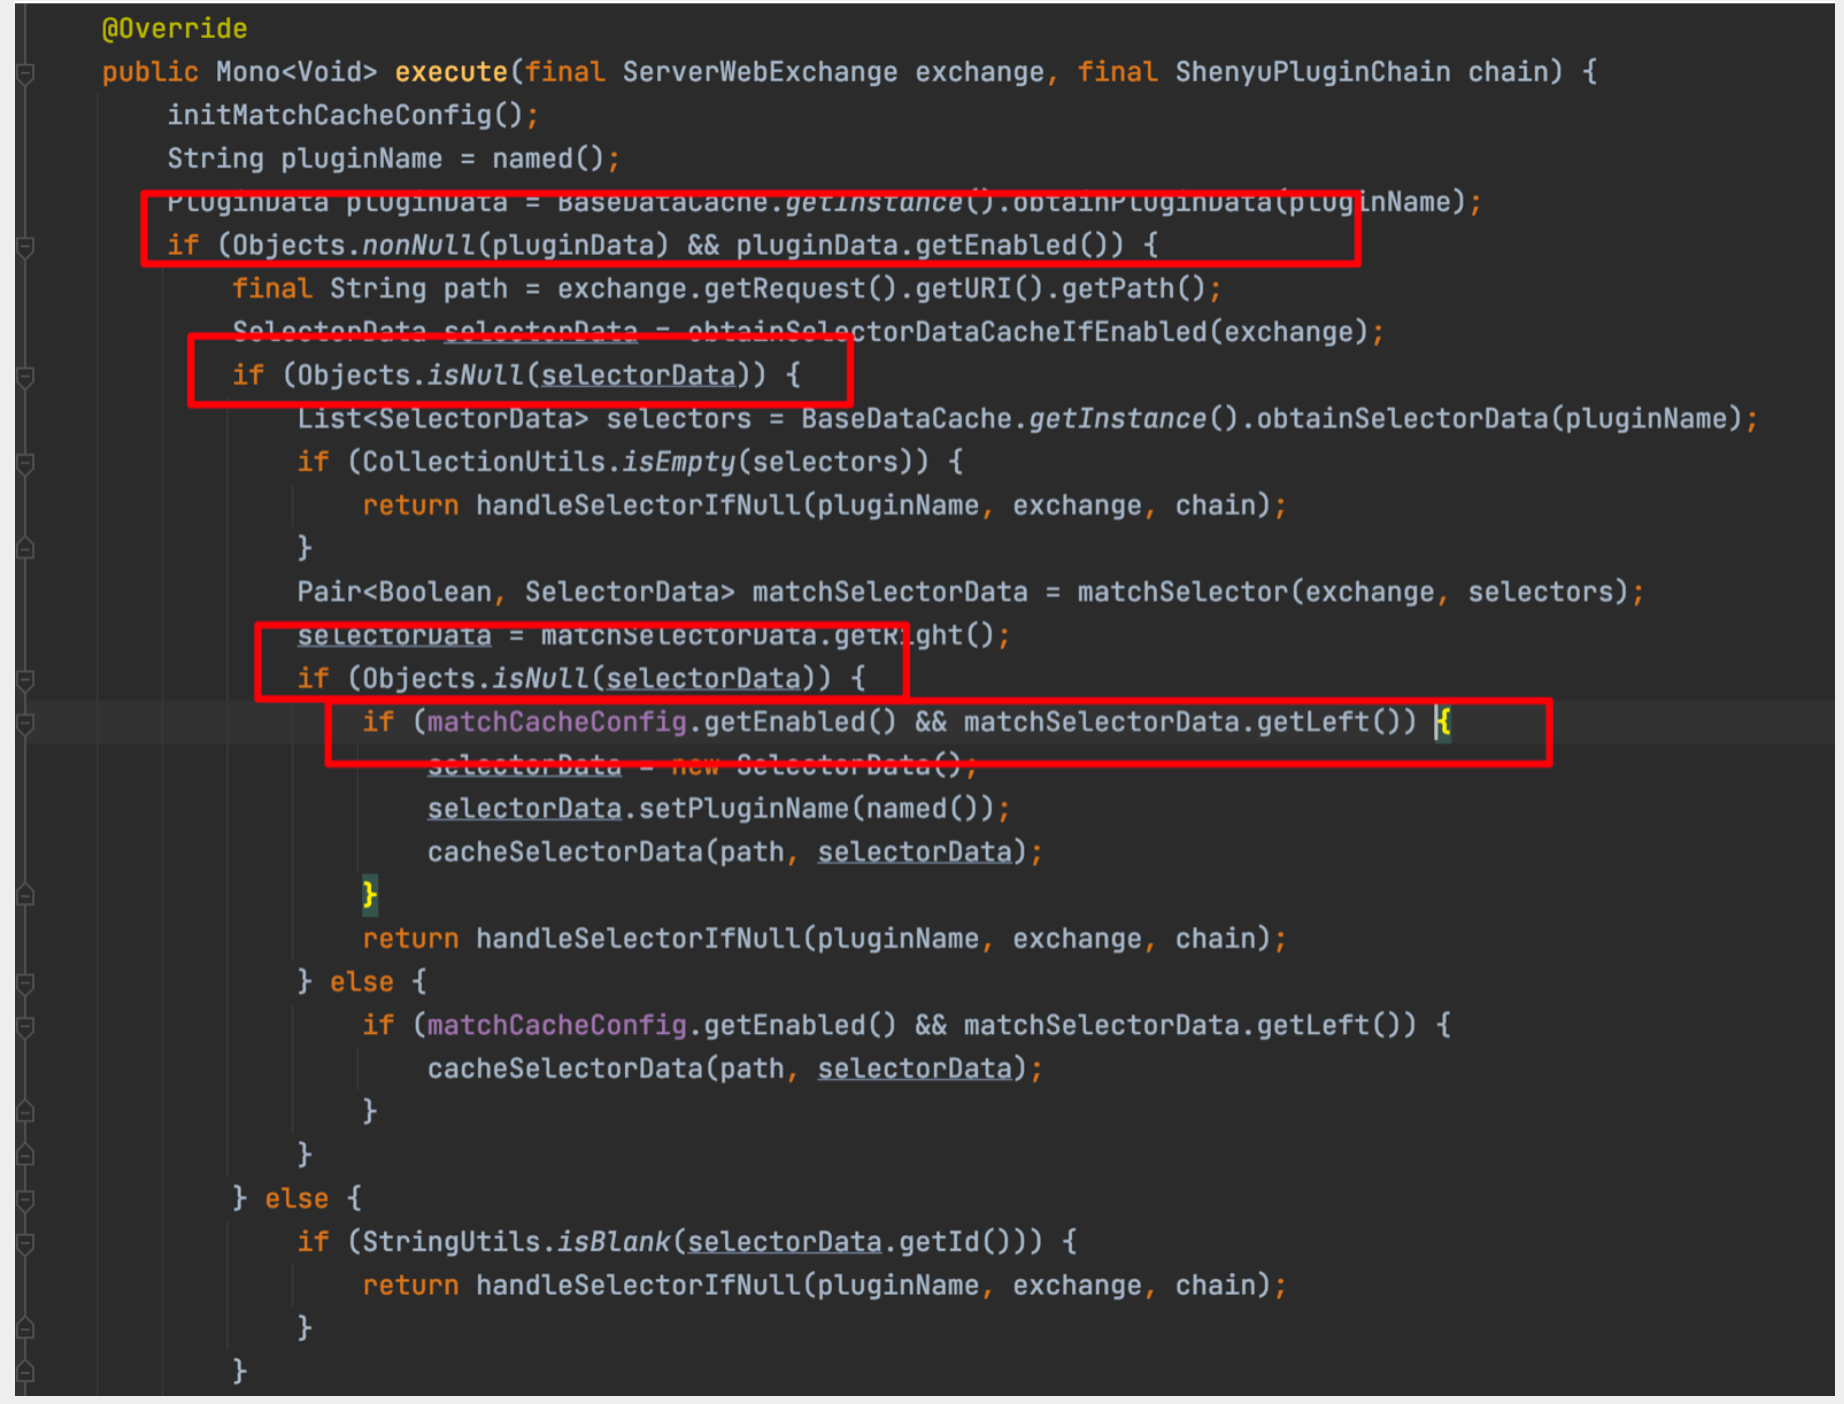 @Override
public Mono<Void> execute(final ServerWebExchange exchange, final ShenyuPluginChain chain) {
initMatchCacheConfig();
String pluginName = named();
PluginData pluginData = BaseDataCache.getInstance().obtainPluginData(pluginName);
if (Objects.nonNull(pluginData) && pluginData.getEnabled()) {
final String path = exchange.getRequest().getURI().getPath();
SelectorData selectorData = obtainSelectorDataCacheIfEnabled(exchange);
if (Objects.isNull(selectorData)) {
List<SelectorData> selectors = BaseDataCache.getInstance().obtainSelectorData(pluginName);
if (CollectionUtils.isEmpty(selectors)) {
return handleSelectorIfNull(pluginName, exchange, chain);
}
Pair<Boolean, SelectorData> matchSelectorData = matchSelector(exchange, selectors);
selectorData = matchSelectorData.getRight();
if (Objects.isNull(selectorData)) {
if (matchCacheConfig.getEnabled() && matchSelectorData.getLeft()) {
selectorData = new SelectorData();
selectorData.setPluginName(named());
cacheSelectorData(path, selectorData);
}
return handleSelectorIfNull(pluginName, exchange, chain);
} else {
if (matchCacheConfig.getEnabled() && matchSelectorData.getLeft()) {
cacheSelectorData(path, selectorData);
}
}
} else {
if (StringUtils.isBlank(selectorData.getId())) {
return handleSelectorIfNull(pluginName, exchange, chain);
}
}